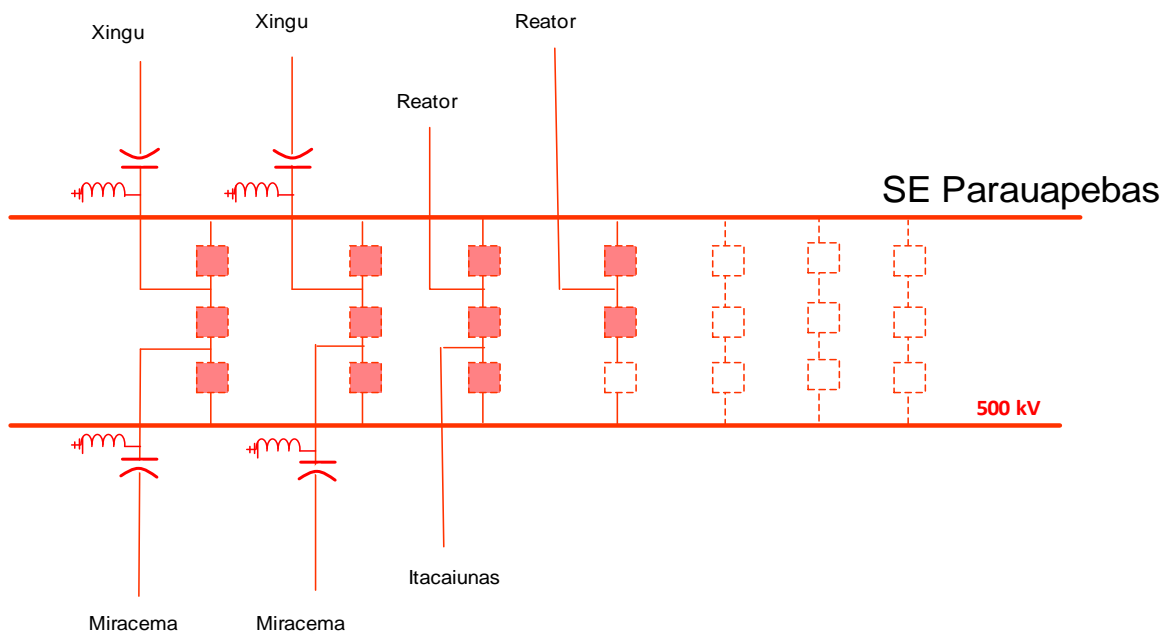 Xingu
Xingu
Reator
Reator
SE Parauapebas
500 kV
Itacaiunas
Miracema
Miracema